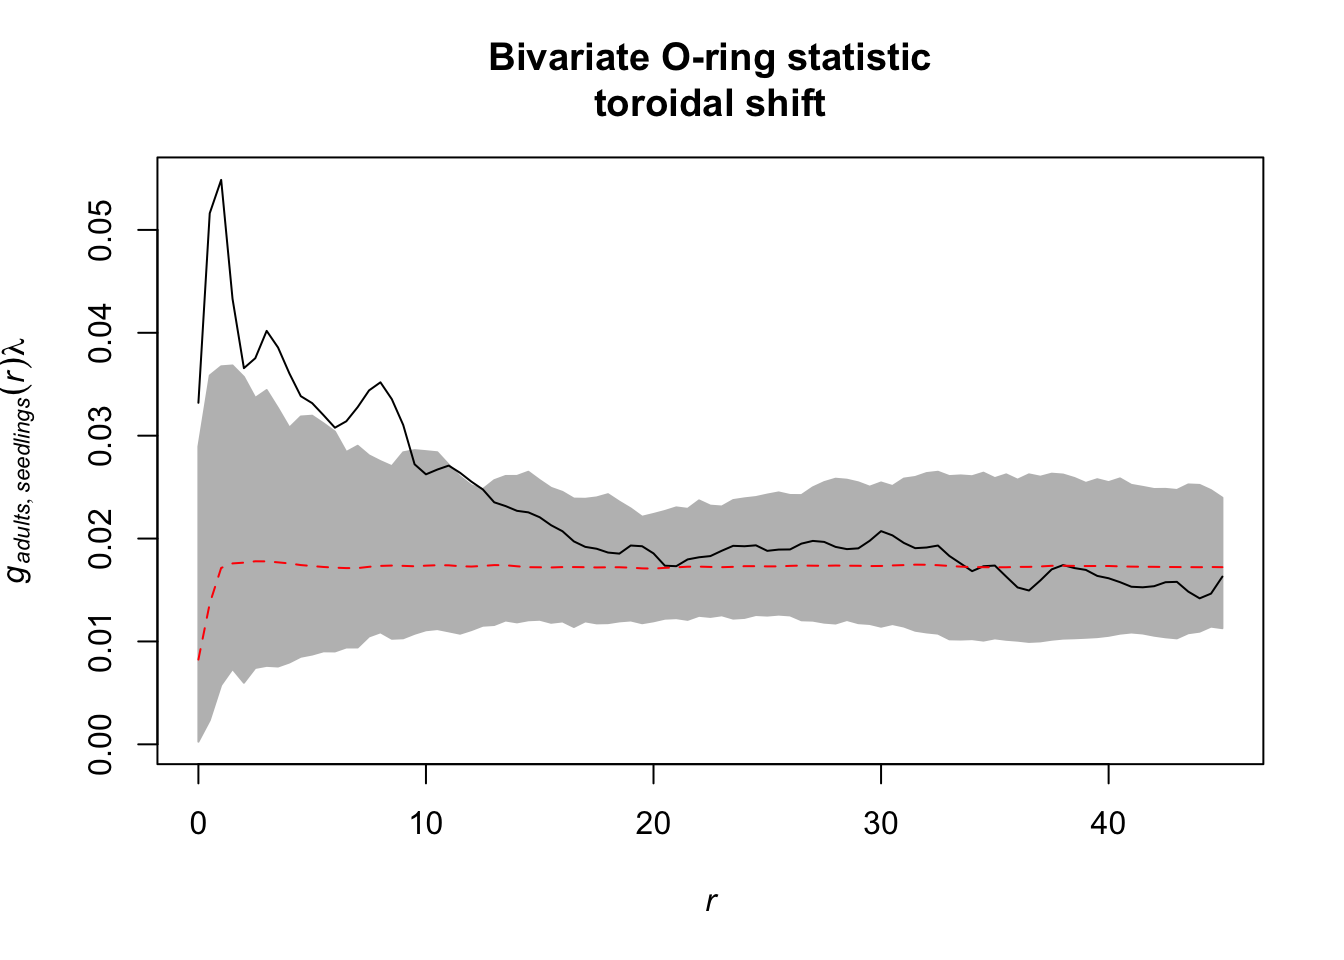 Bivariate O-ring statistic
toroidal shift
g adults, seedlings(r)λ
0.05
0.04
0.03
0.02
0.01
0.00
0 10 20 30 40
r